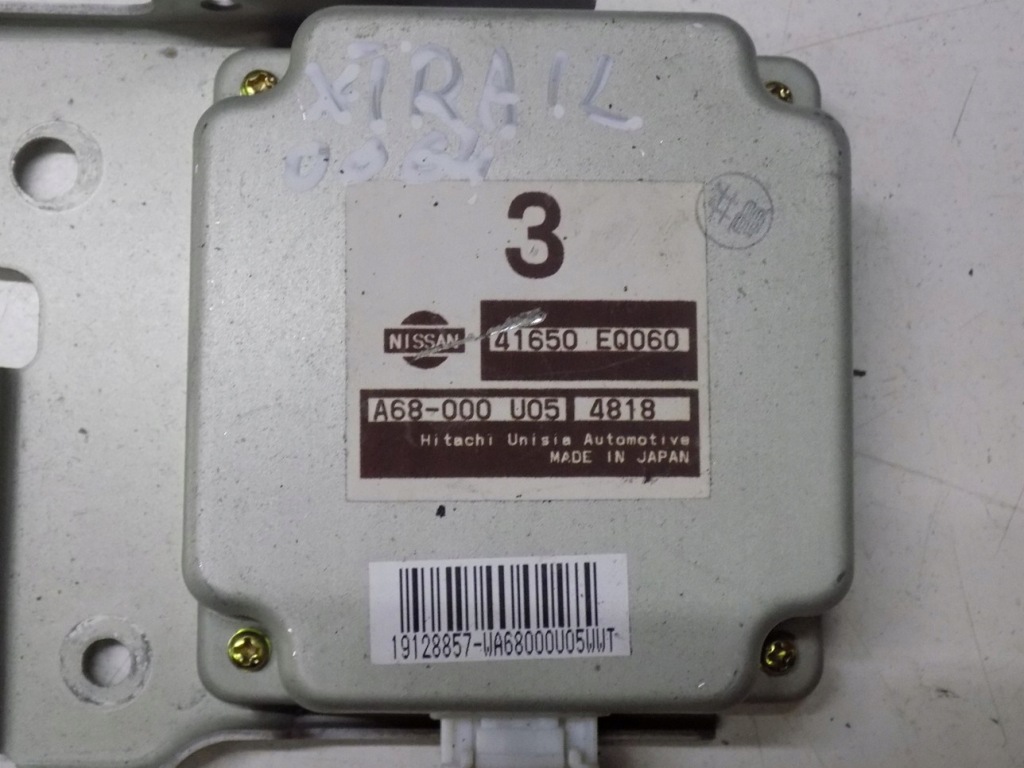 XTRAIL
3
NISSAN
41650 EQ060
A68-000 U05 4818
Hitachi Unisia Automotive
MADE IN JAPAN
19128857-WA68000U05WWT